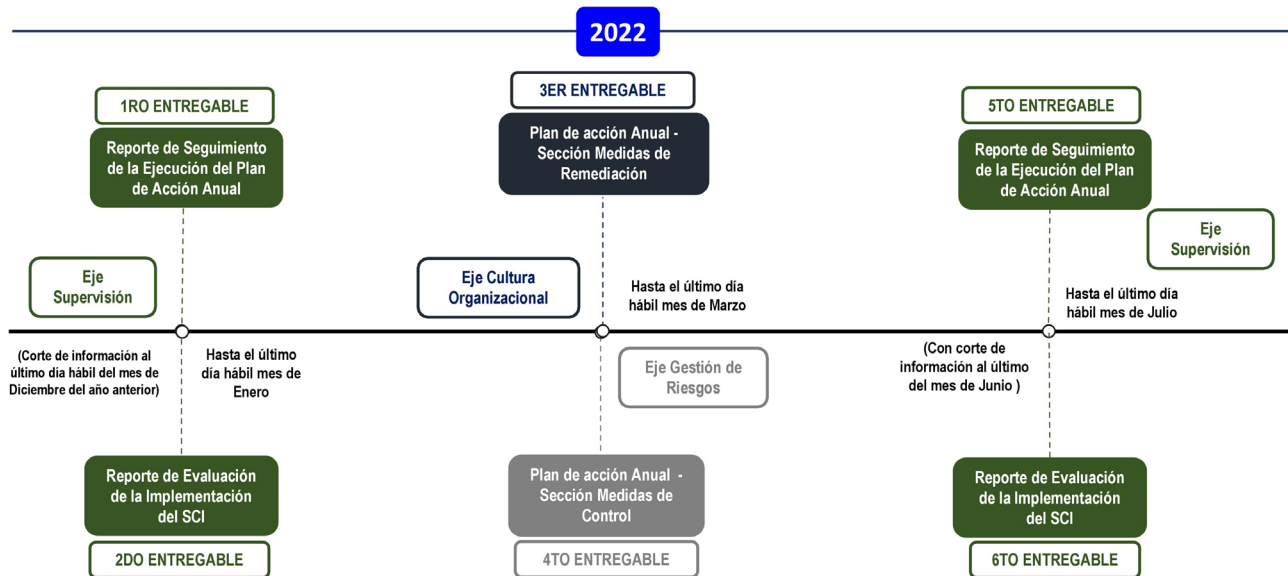 2022
1RO ENTREGABLE
Reporte de Seguimiento
de la Ejecución del Plan
de Acción Anual
3ER ENTREGABLE
Plan de acción Anual -
Sección Medidas de
Remediación
5TO ENTREGABLE
Reporte de Seguimiento
de la Ejecución del Plan
de Acción Anual
Eje
Supervisión
Eje Cultura
Organizacional
Hasta el último día
hábil mes de Marzo
Eje
Supervisión
Hasta el último día
hábil mes de Julio
(Corte de información al
último día hábil del mes de
Diciembre del año anterior)
Hasta el último
día hábil mes de
Enero
Eje Gestión de
Riesgos
(Con corte de
información al último
del mes de Junio )
Reporte de Evaluación
de la Implementación
del SCI
2DO ENTREGABLE
Plan de acción Anual -
Sección Medidas de
Control
4TO ENTREGABLE
Reporte de Evaluación
de la Implementación
del SCI
6TO ENTREGABLE